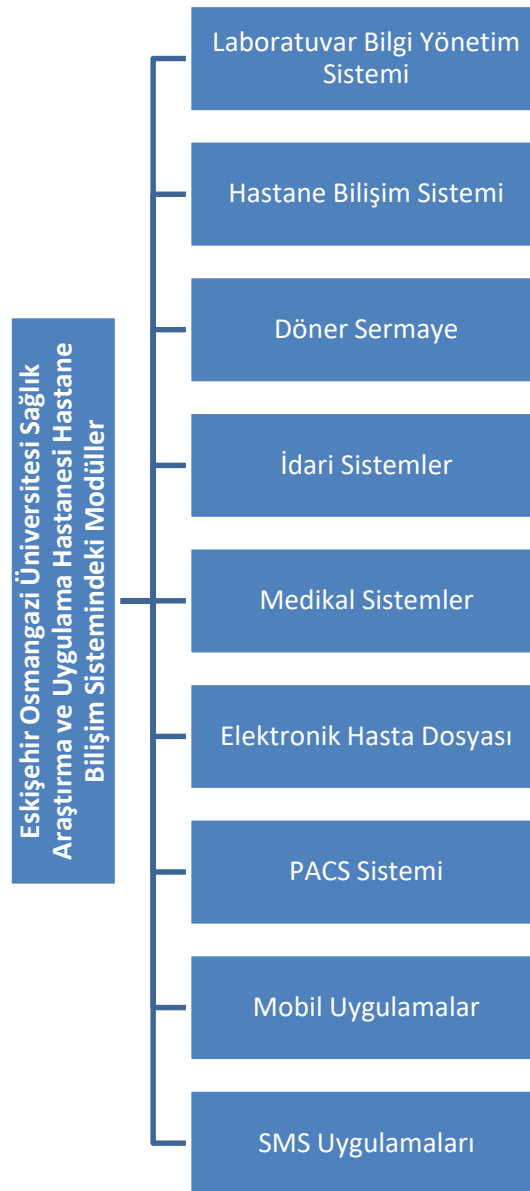 Eskişehir Osmangazi Üniversitesi Sağlık
Araştırma ve Uygulama Hastanesi Hastane
Bilişim Sistemindeki Modüller
Laboratuvar Bilgi Yönetim
Sistemi
Hastane Bilişim Sistemi
Döner Sermaye
İdari Sistemler
Medikal Sistemler
Elektronik Hasta Dosyası
PACS Sistemi
Mobil Uygulamalar
SMS Uygulamaları